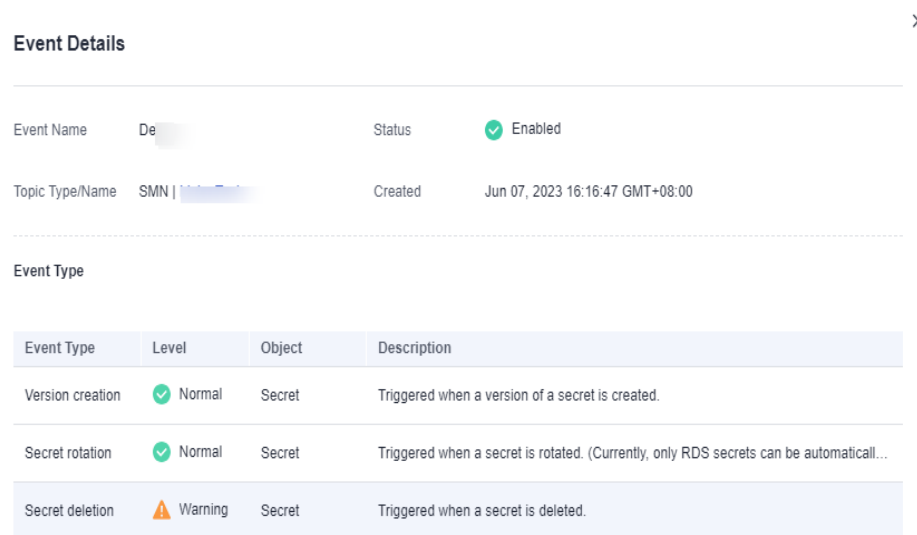 Event Details
Event Name De Status Enabled
Topic Type/Name SMN | Created Jun 07, 2023 16:16:47 GMT+08:00
Event Type
Event Type Level Object Description
Version creation Normal Secret Triggered when a version of a secret is created.
Secret rotation Normal Secret Triggered when a secret is rotated. (Currently, only RDS secrets can be automaticall...
Secret deletion Warning Secret Triggered when a secret is deleted.